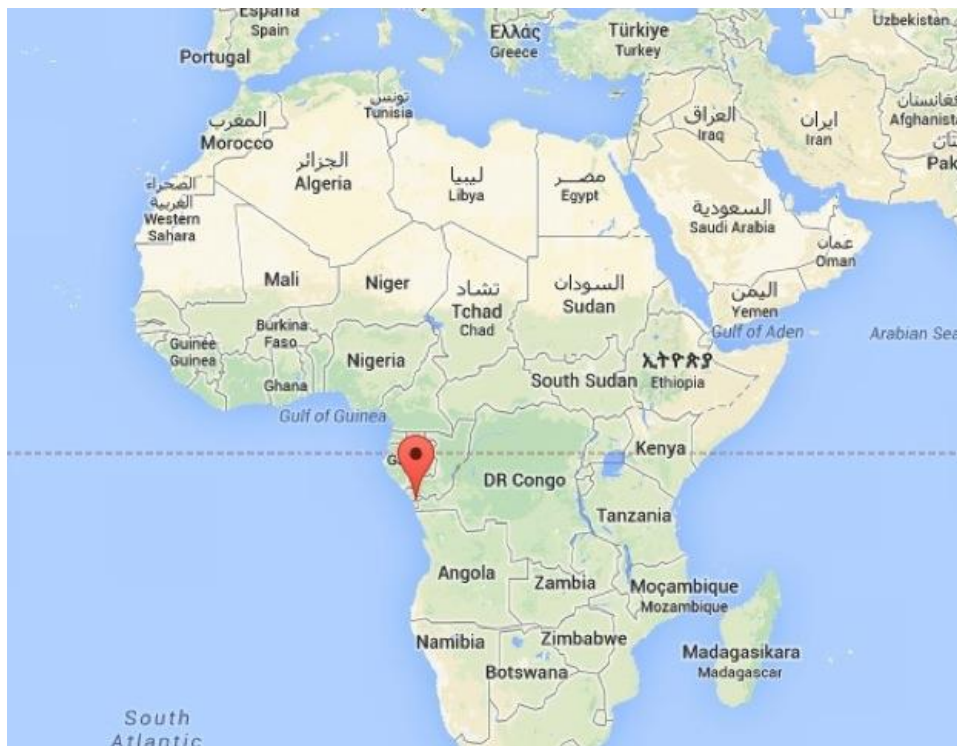 España
Spain
Portugal
Ελλάς
Greece
Türkiye
Turkey
Uzbekistan
تونس
Tunisia
المغرب
Morocco
الجزائر
Algeria
ليبيا
Libya
مصر
Egypt
العراق
Iraq
ایران
Iran
الصحراء
الغربية
Western
Sahara
السعودية
Saudi Arabia
عمان
Oman
اليمن
Yemen
Gulf of Aden
Arabian Sea
Mali
Niger
تشاد
Tchad
Chad
السودان
Sudan
Guinée
Guinea
Burkina
Faso
Ghana
Nigeria
South Sudan
ኢትዮጵያ
Ethiopia
Gulf of Guinea
Kenya
DR Congo
Tanzania
Angola
Zambia
Moçambique
Mozambique
Namibia
Zimbabwe
Botswana
Madagasikara
Madagascar
South
Atlantic